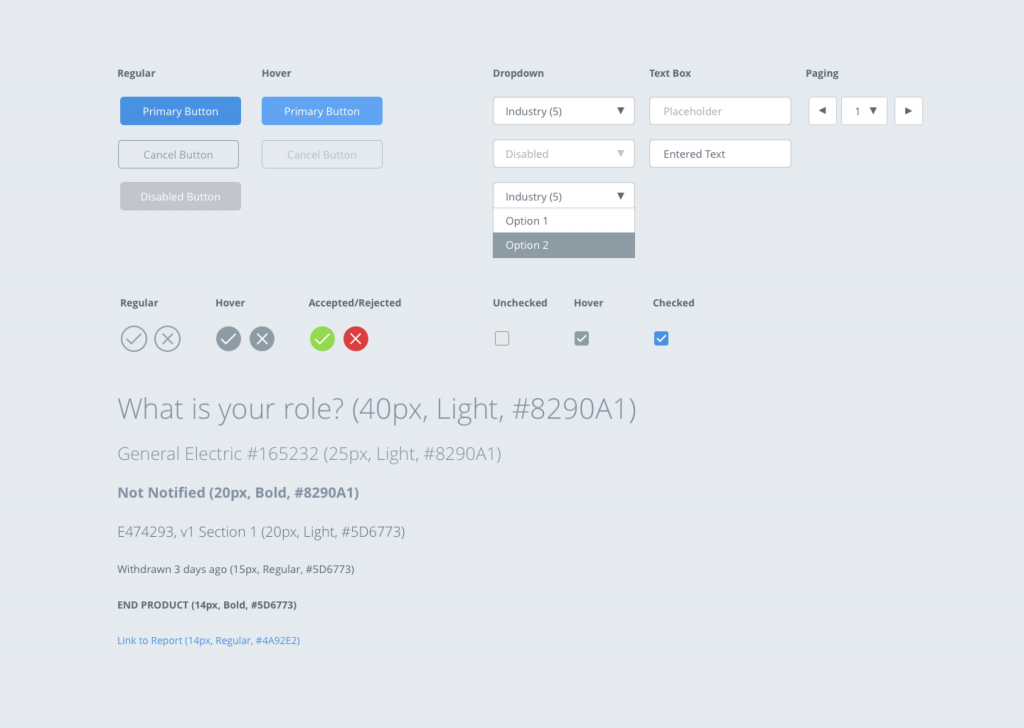 Regular
Hover
Dropdown
Text Box
Paging
Primary Button
Primary Button
Industry (5)
Placeholder
1
Cancel Button
Cancel Button
Disabled
Entered Text
Disabled Button
Industry (5)
Option 1
Option 2
Regular
Hover
Accepted/Rejected
Unchecked
Hover
Checked
What is your role? (40px, Light, #8290A1)
General Electric #165232 (25px, Light, #8290A1)
Not Notified (20px, Bold, #8290A1)
E474293, v1 Section 1 (20px, Light, #5D6773)
Withdrawn 3 days ago (15px, Regular, #5D6773)
END PRODUCT (14px, Bold, #5D6773)
Link to Report (14px, Regular, #4A92E2)